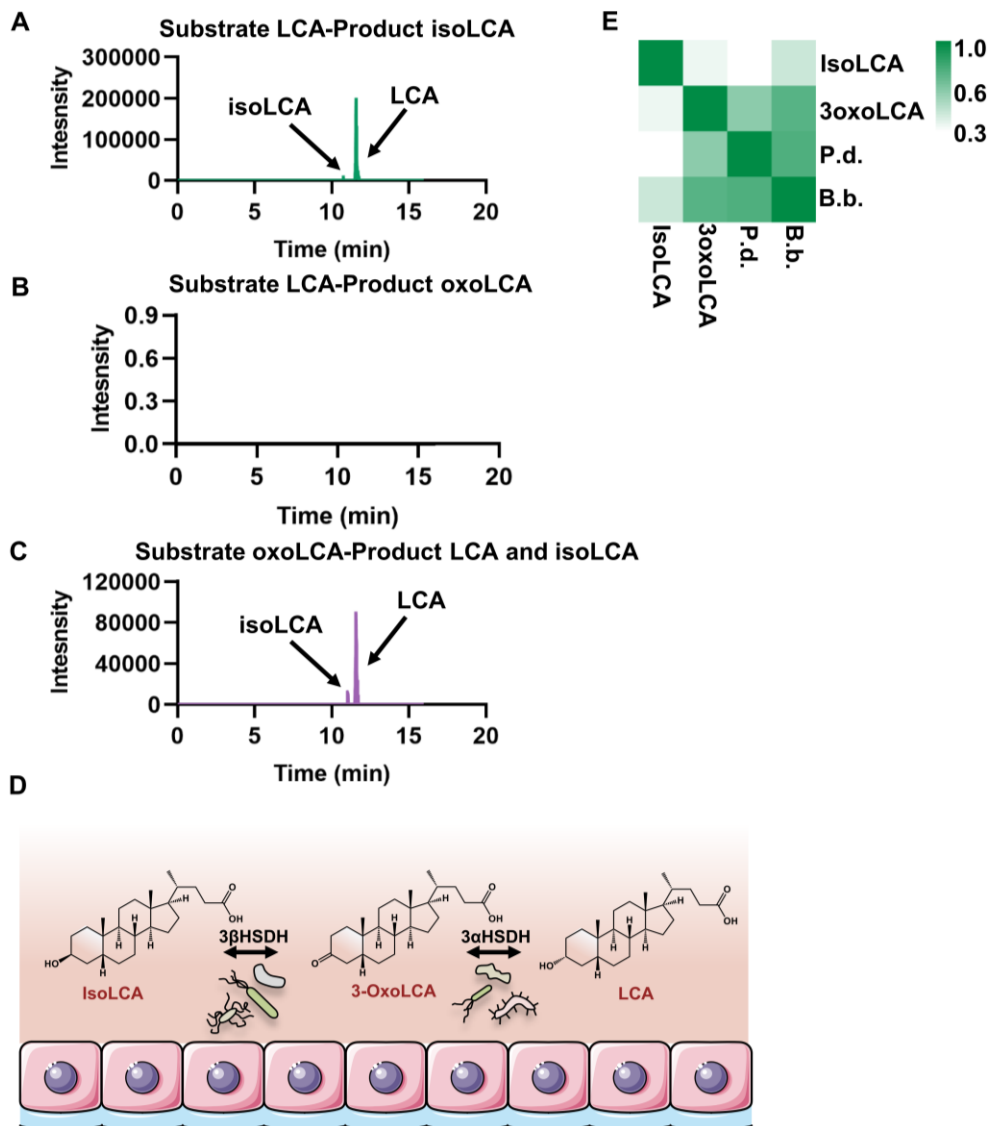 A
Substrate LCA-Product isoLCA
Intesnsity
300000
200000
100000
0
isoLCA
LCA
0 5 10 15 20
Time (min)
B
Substrate LCA-Product oxoLCA
Intesnsity
0.9
0.6
0.3
0.0
0 5 10 15 20
Time (min)
C
Substrate oxoLCA-Product LCA and isoLCA
Intesnsity
120000
80000
40000
0
isoLCA
LCA
0 5 10 15 20
Time (min)
D
H
O
OH
H
H
H
HO
H
IsoLCA
3βHSDH
H
O
OH
H
H
H
O
H
3-OxoLCA
3αHSDH
H
O
OH
H
H
H
HO
H
LCA
E
IsoLCA
3oxoLCA
P.d.
B.b.
IsoLCA
3oxoLCA
P.d.
B.b.
1.0
0.6
0.3